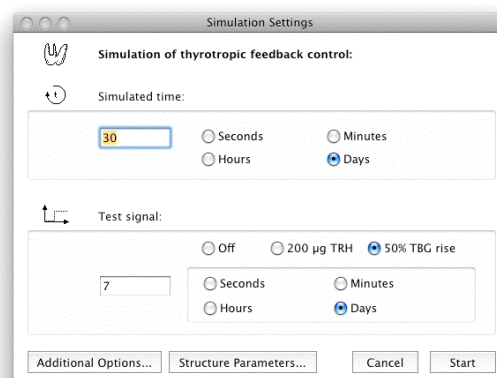 Simulation Settings
Simulation of thyrotropic feedback control:
t
Simulated time:
30 Seconds Minutes
Hours Days
Test signal:
Off 200 µg TRH 50% TBG rise
7 Seconds Minutes
Hours Days
Additional Options... Structure Parameters... Cancel Start